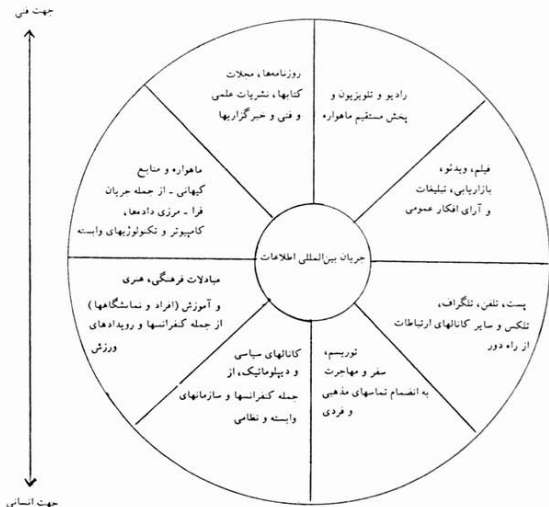 جهت فنی
روزنامه‌ها، مجلات
کتابها، نشریات علمی
و فنی و خبرگزاریها
رادیو و تلویزیون و
پخش مستقیم ماهواره
فیلم، ویدئو،
بازاریابی، تبلیغات
و آرای افکار عمومی
ماهواره و منابع
کیهانی ـ از جمله جریان
فرا ـ مرزی داده‌ها،
کامپیوتر و تکنولوژیهای وابسته
جریان بین‌المللی اطلاعات
مبادلات فرهنگی، هنری
و آموزش (افراد و نمایشگاهها)
از جمله کنفرانسها و رویدادهای
ورزش
پست، تلفن، تلگراف،
تلکس و سایر کانالهای ارتباطات
از راه دور
کانالهای سیاسی
و دیپلوماتیک، از
جمله کنفرانسها و سازمانهای
وابسته و نظامی
توریسم،
سفر و مهاجرت
به انضمام تماسهای مذهبی
و فردی
جهت انسانی